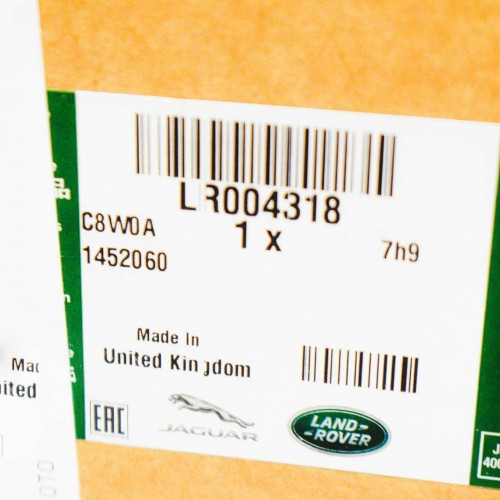 LR004318
1 x
7h9
C8W0A
1452060
Made In
United Kingdom
EAC
JAGUAR
LAND-
-ROVER